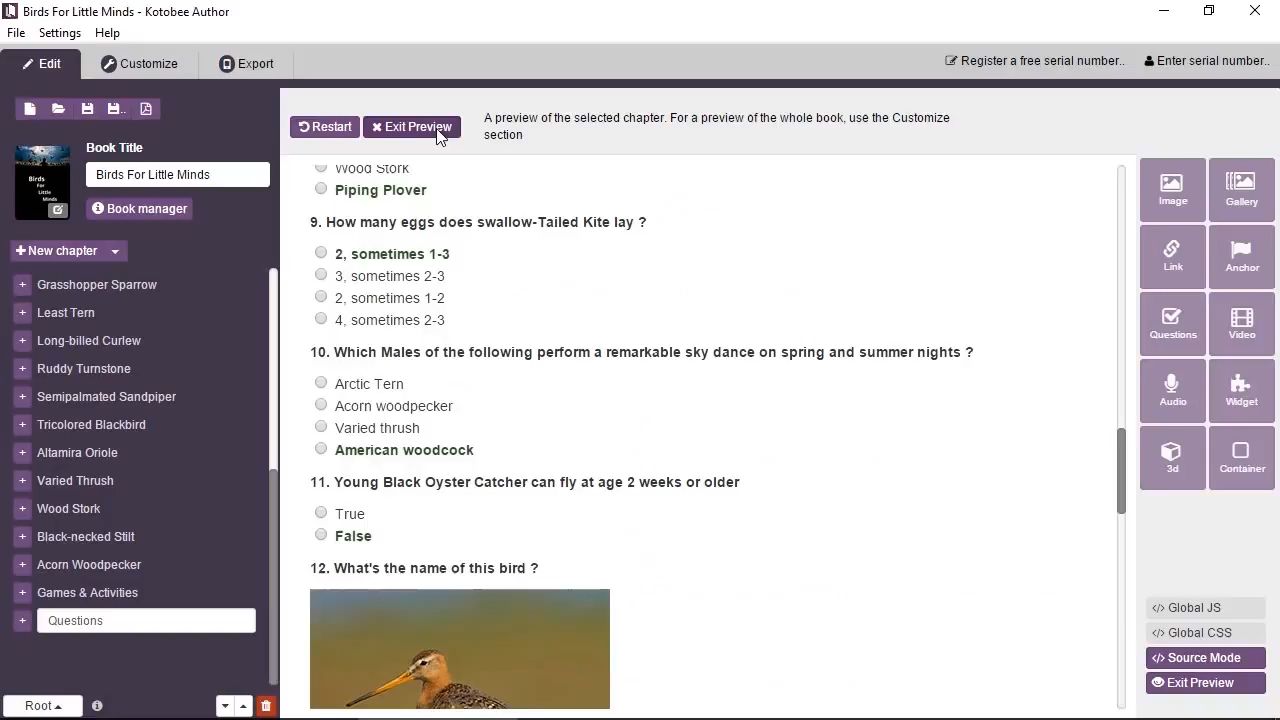 Birds For Little Minds - Kotobee Author
File Settings Help
Edit Customize Export
Register a free serial number.. Enter serial number..
Book Title
Birds For Little Minds
Book manager
Birds
For
Little
Minds
New chapter
Grasshopper Sparrow
Least Tern
Long-billed Curlew
Ruddy Turnstone
Semipalmated Sandpiper
Tricolored Blackbird
Altamira Oriole
Varied Thrush
Wood Stork
Black-necked Stilt
Acorn Woodpecker
Games & Activities
Questions
Root
Restart Exit Preview
A preview of the selected chapter. For a preview of the whole book, use the Customize
section
Wood Stork
Piping Plover
9. How many eggs does swallow-Tailed Kite lay ?
2, sometimes 1-3
3, sometimes 2-3
2, sometimes 1-2
4, sometimes 2-3
10. Which Males of the following perform a remarkable sky dance on spring and summer nights ?
Arctic Tern
Acorn woodpecker
Varied thrush
American woodcock
11. Young Black Oyster Catcher can fly at age 2 weeks or older
True
False
12. What's the name of this bird ?
Image Gallery
Link Anchor
Questions Video
Audio Widget
3d Container
</> Global JS
</> Global CSS
</> Source Mode
Exit Preview